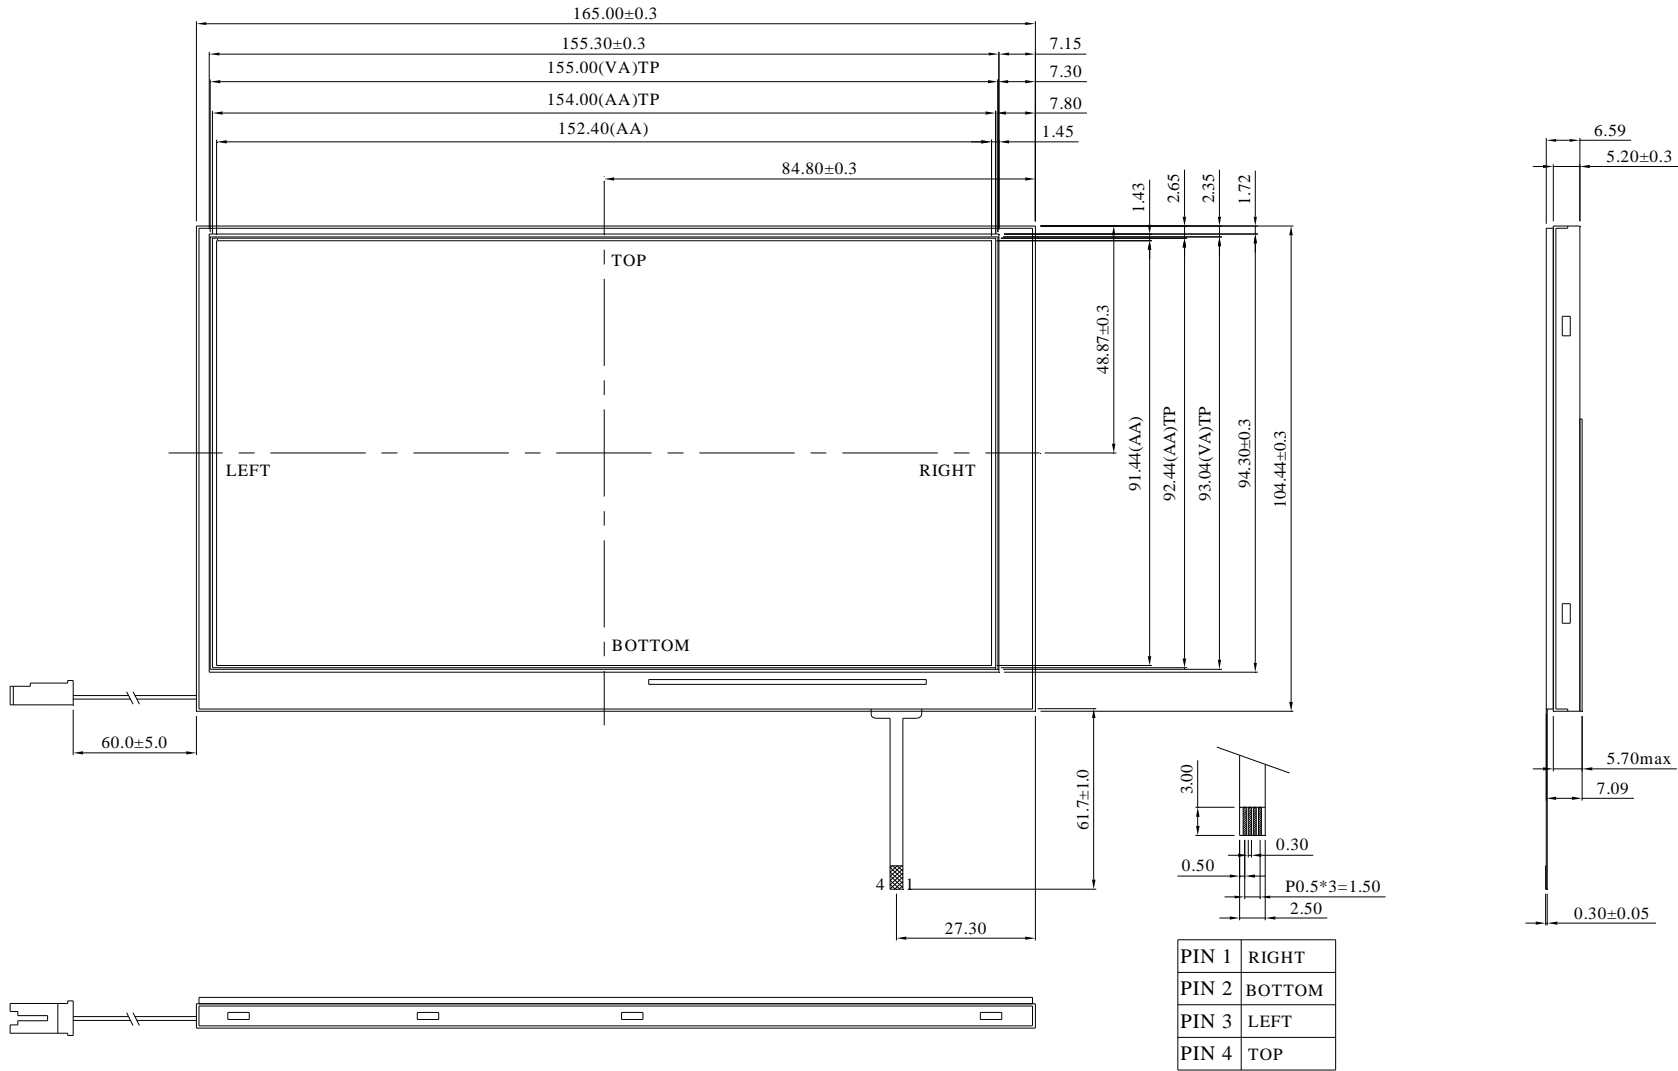 165.00±0.3
155.30±0.3
7.15
155.00(VA)TP
7.30
154.00(AA)TP
7.80
152.40(AA)
1.45
84.80±0.3
6.59
5.20±0.3
1.43
2.65
2.35
1.72
TOP
48.87±0.3
91.44(AA)
92.44(AA)TP
93.04(VA)TP
94.30±0.3
104.44±0.3
LEFT
RIGHT
BOTTOM
60.0±5.0
61.7±1.0
3.00
5.70max
7.09
0.30
0.50
P0.5*3=1.50
2.50
4
1
27.30
0.30±0.05
PIN 1 RIGHT
PIN 2 BOTTOM
PIN 3 LEFT
PIN 4 TOP